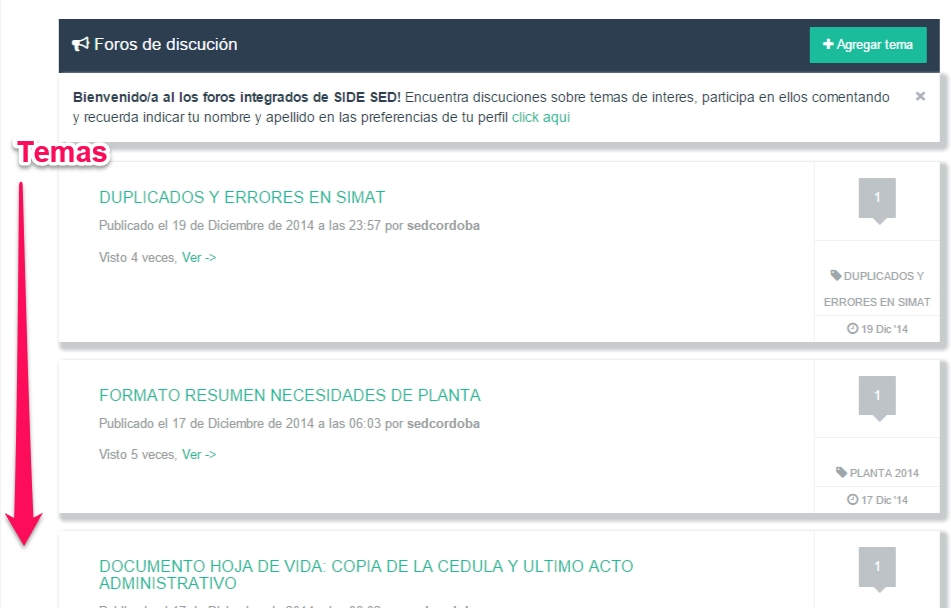 Foros de discución
+ Agregar tema
Bienvenido/a al los foros integrados de SIDE SED! Encuentra discuciones sobre temas de interes, participa en ellos comentando
y recuerda indicar tu nombre y apellido en las preferencias de tu perfil click aqui
×
Temas
DUPLICADOS Y ERRORES EN SIMAT
Publicado el 19 de Diciembre de 2014 a las 23:57 por sedcordoba
Visto 4 veces, Ver ->
1
DUPLICADOS Y
ERRORES EN SIMAT
19 Dic '14
FORMATO RESUMEN NECESIDADES DE PLANTA
Publicado el 17 de Diciembre de 2014 a las 06:03 por sedcordoba
Visto 5 veces, Ver ->
1
PLANTA 2014
17 Dic '14
DOCUMENTO HOJA DE VIDA: COPIA DE LA CEDULA Y ULTIMO ACTO
ADMINISTRATIVO
1